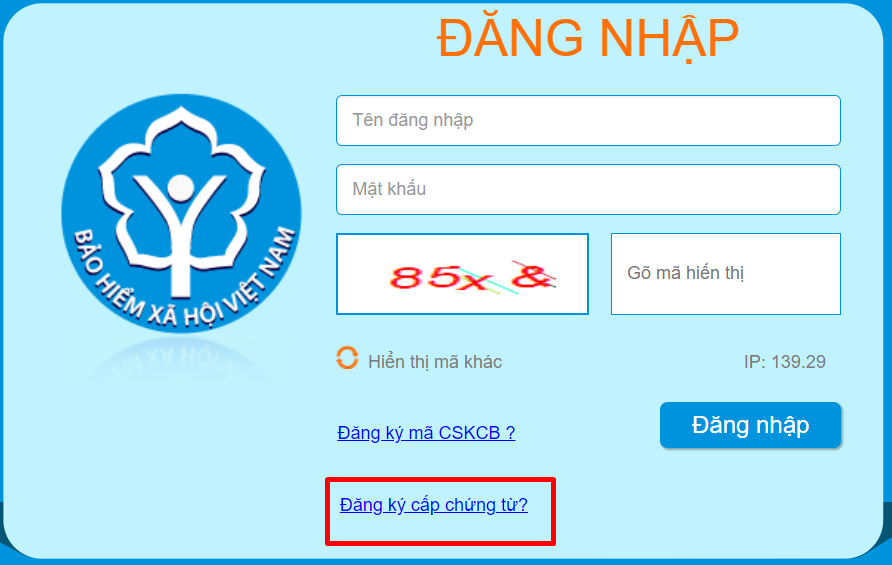 ĐĂNG NHẬP
Tên đăng nhập
Mật khẩu
85x &
Gõ mã hiển thị
Hiển thị mã khác
IP: 139.29
Đăng ký mã CSKCB ?
Đăng nhập
Đăng ký cấp chứng từ?
BẢO HIỂM XÃ HỘI VIỆT NAM